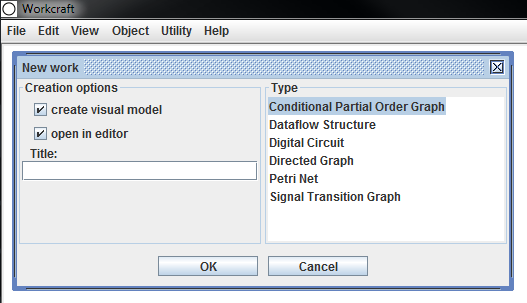 Workcraft
File Edit View Object Utility Help
New work
Creation options
create visual model
open in editor
Title:
Type
Conditional Partial Order Graph
Dataflow Structure
Digital Circuit
Directed Graph
Petri Net
Signal Transition Graph
OK
Cancel